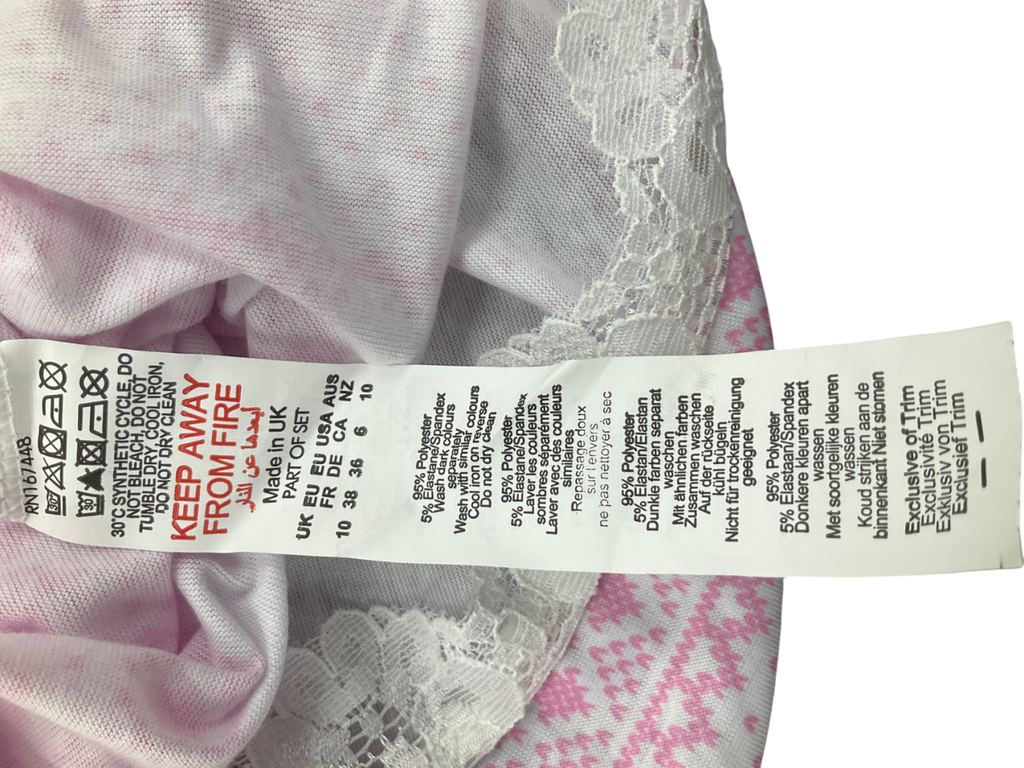 RN167448
30°
30°
30°C SYNTHETIC CYCLE, DO
NOT BLEACH, DO NOT
TUMBLE DRY, COOL IRON,
DO NOT DRY CLEAN
KEEP AWAY
FROM FIRE
ابعدها عن النار
Made in UK
PART OF SET
UK EU EU USA AUS
FR DE CA NZ
10 38 36 6 10
95% Polyester
5% Elastane/Spandex
Wash dark colours
separately
Wash with similar colours
Cool iron on reverse
Do not dry clean
95% Polyester
5% Elastane/Spandex
Laver les couleurs
sombres séparément
Laver avec des couleurs
similaires
Repassage doux
sur l envers
ne pas nettoyer à sec
95% Polyester
5% Elastan/Elastan
Dunkle farben separat
waschen
Mit ähnlichen farben
Zusammen waschen
Auf der rückseite
kühl bügeln
Nicht für trockenreinigung
geeignet
95% Polyester
5% Elastaan/Spandex
Donkere kleuren apart
wassen
Met soortgelijke kleuren
wassen
Koud strijken aan de
binnenkant Niet stomen
Exclusive of Trim
Exclusivité Trim
Exklusiv von Trim
Exclusief Trim